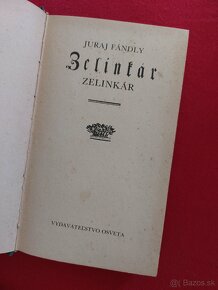 JURAJ FÁNDLY
Zelinkár
ZELINKÁR
VYDAVATEĽSTVO OSVETA
Bazos.sk